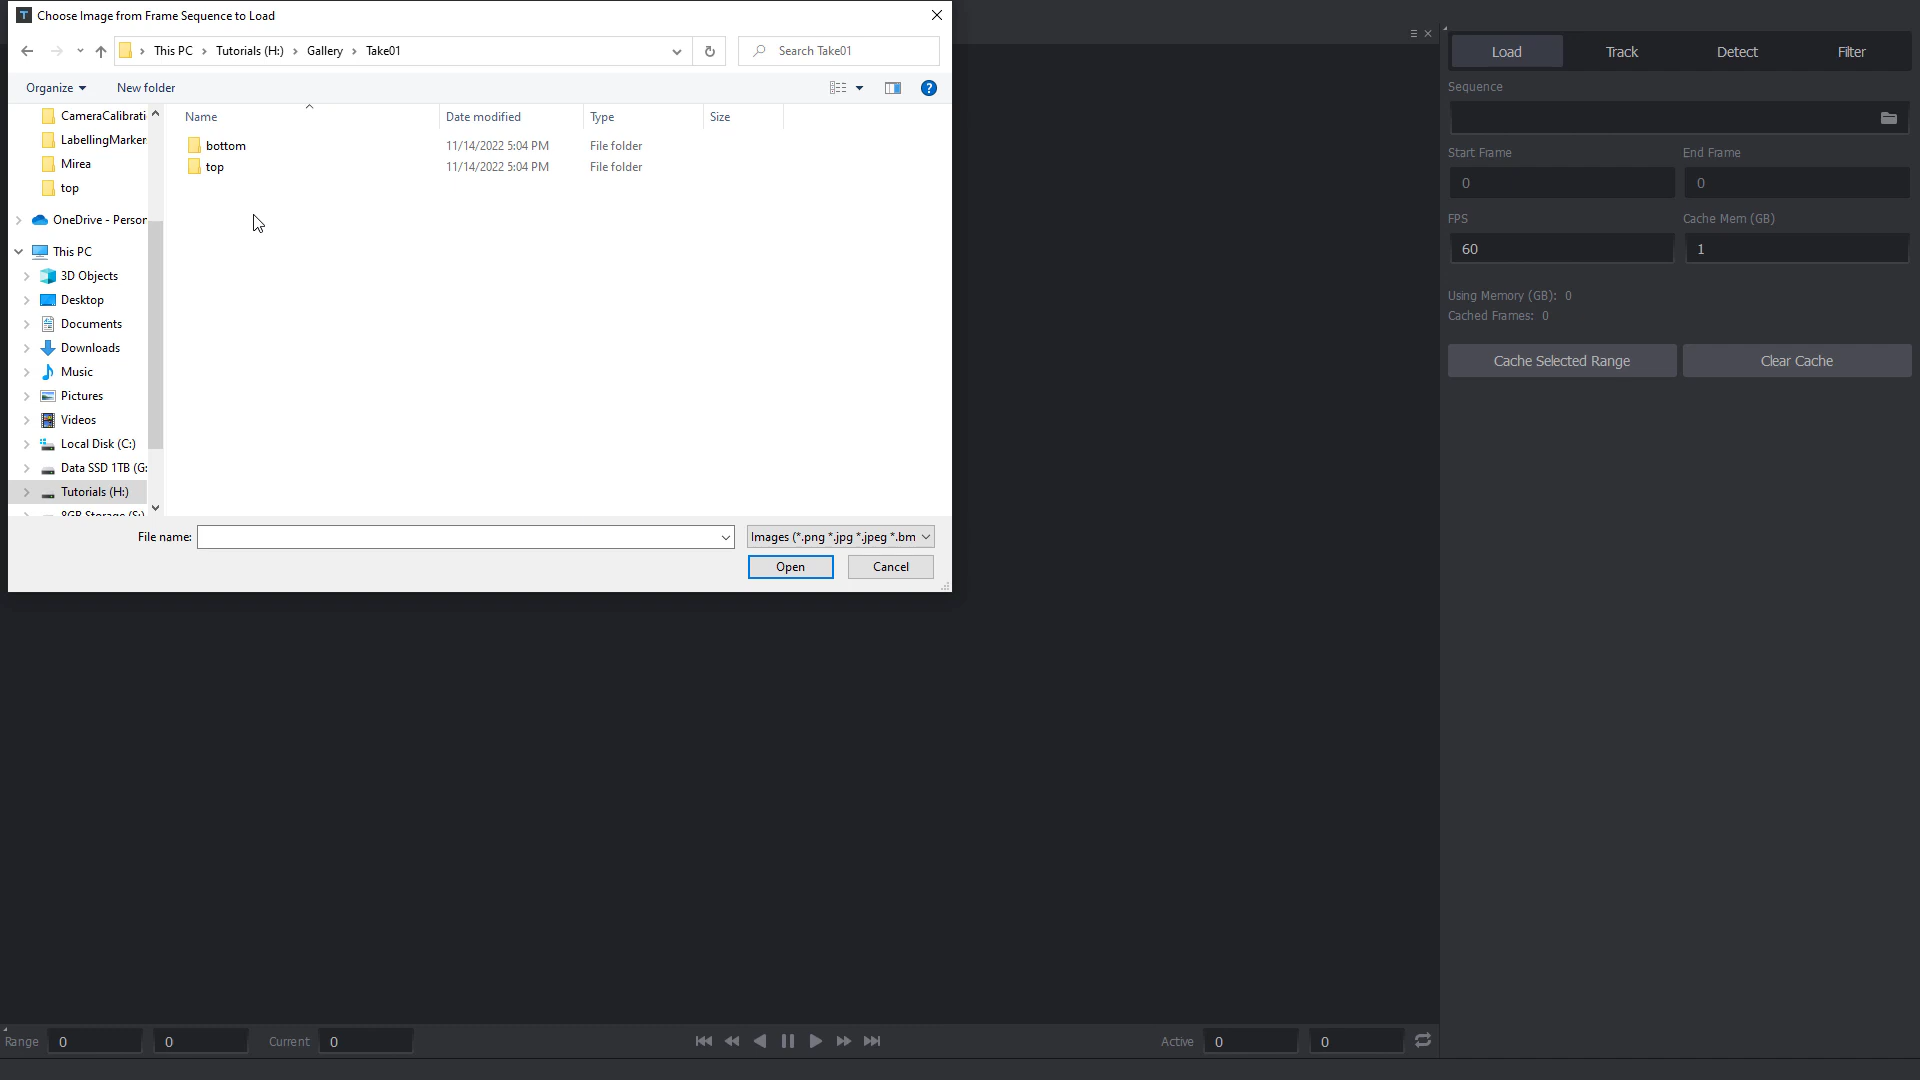 Choose Image from Frame Sequence to Load
This PC
Tutorials (H:)
Gallery
Take01
Search Take01
Organize
New folder
Name
Date modified
Type
Size
bottom
11/14/2022 5:04 PM
File folder
top
11/14/2022 5:04 PM
File folder
CameraCalibrati
LabellingMarker
Mirea
top
OneDrive - Person
This PC
3D Objects
Desktop
Documents
Downloads
Music
Pictures
Videos
Local Disk (C:)
Data SSD 1TB (G:
Tutorials (H:)
8GB Storage (S:)
File name:
Images (*.png *.jpg *.jpeg *.bm
Open
Cancel
Load
Track
Detect
Filter
Sequence
Start Frame
End Frame
0
0
FPS
Cache Mem (GB)
60
1
Using Memory (GB): 0
Cached Frames: 0
Cache Selected Range
Clear Cache
Range
0
0
Current
0
Active
0
0